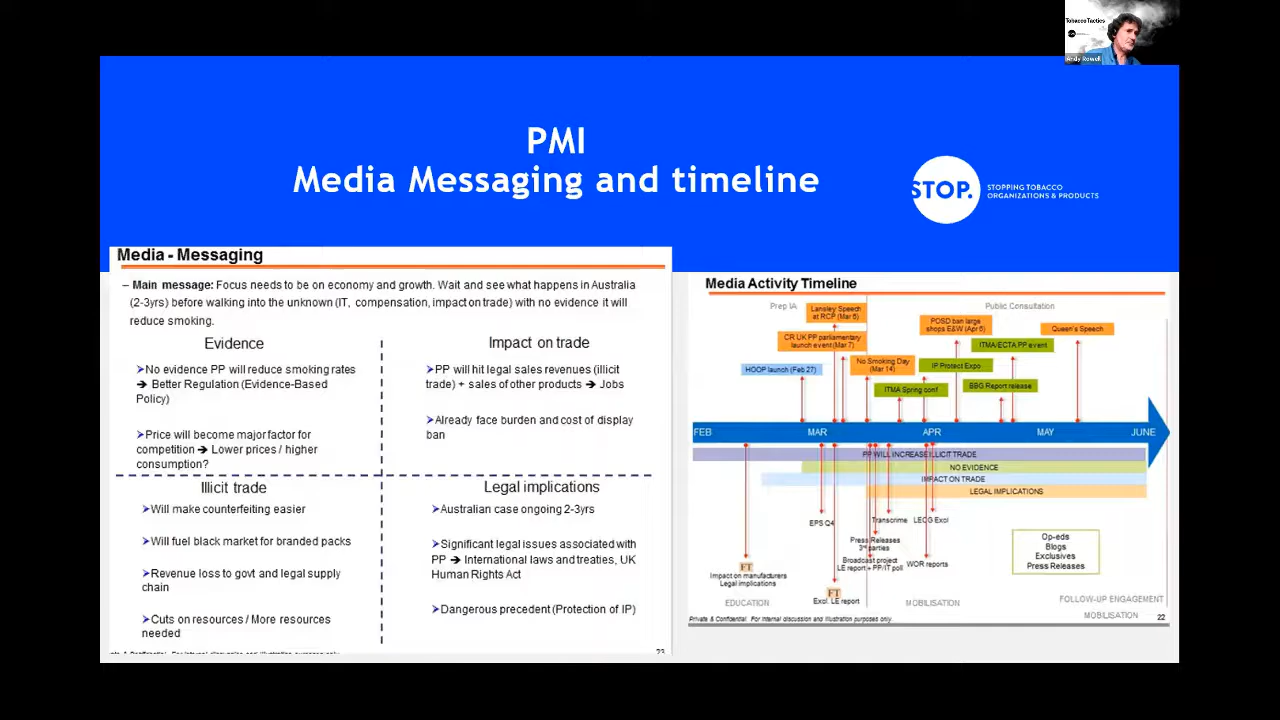 TobaccoTactics
Andy Rowell
PMI
Media Messaging and timeline
STOP.
STOPPING TOBACCO
ORGANIZATIONS & PRODUCTS
Media - Messaging
– Main message: Focus needs to be on economy and growth. Wait and see what happens in Australia
(2-3yrs) before walking into the unknown (IT, compensation, impact on trade) with no evidence it will
reduce smoking.
Evidence
➢No evidence PP will reduce smoking rates
➔ Better Regulation (Evidence-Based
Policy)
➢Price will become major factor for
competition ➔ Lower prices / higher
consumption?
Impact on trade
➢PP will hit legal sales revenues (illicit
trade) + sales of other products ➔ Jobs
➢Already face burden and cost of display
ban
Illicit trade
➢Will make counterfeiting easier
➢Will fuel black market for branded packs
➢Revenue loss to govt and legal supply
chain
➢Cuts on resources / More resources
needed
Legal implications
➢Australian case ongoing 2-3yrs
➢Significant legal issues associated with
PP ➔ International laws and treaties, UK
Human Rights Act
➢Dangerous precedent (Protection of IP)
23
Media Activity Timeline
Prep IA
Public Consultation
Lansley Speech
at RCP (Mar 6)
CR UK PP parliamentary
launch event (Mar 7)
HOOP launch (Feb 27)
No Smoking Day
(Mar 14)
ITMA Spring conf
POSD ban large
shops E&W (Apr 6)
IP Protect Expo
ITMA/ECTA PP event
BBG Report release
Queen's Speech
FEB MAR APR MAY JUNE
PP WILL INCREASE ILLICIT TRADE
NO EVIDENCE
IMPACT ON TRADE
LEGAL IMPLICATIONS
EPS Q4
Transcrime
LECG Excl
Press Releases
3rd parties
Broadcast project
LE report + PP/IT poll
WOR reports
FT
Impact on manufacturers
Legal implications
FT
Excl. LE report
Op-eds
Blogs
Exclusives
Press Releases
EDUCATION
MOBILISATION
FOLLOW-UP ENGAGEMENT
MOBILISATION
Private & Confidential For internal discussion and illustration purposes only
22